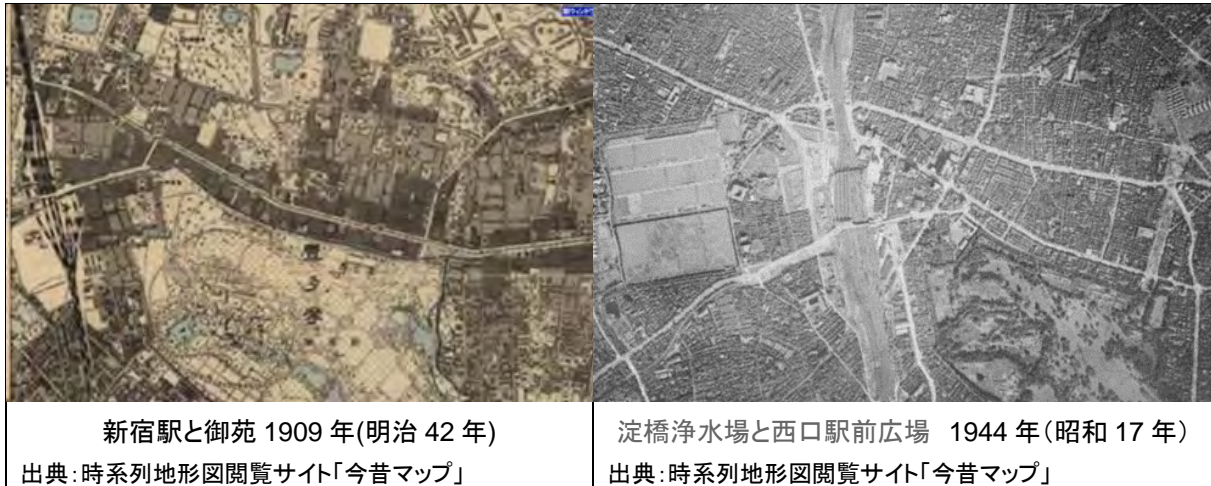 新宿駅と御苑 1909 年(明治 42 年)
出典：時系列地形図閲覧サイト「今昔マップ」
淀橋浄水場と西口駅前広場 1944 年（昭和 17 年）
出典：時系列地形図閲覧サイト「今昔マップ」